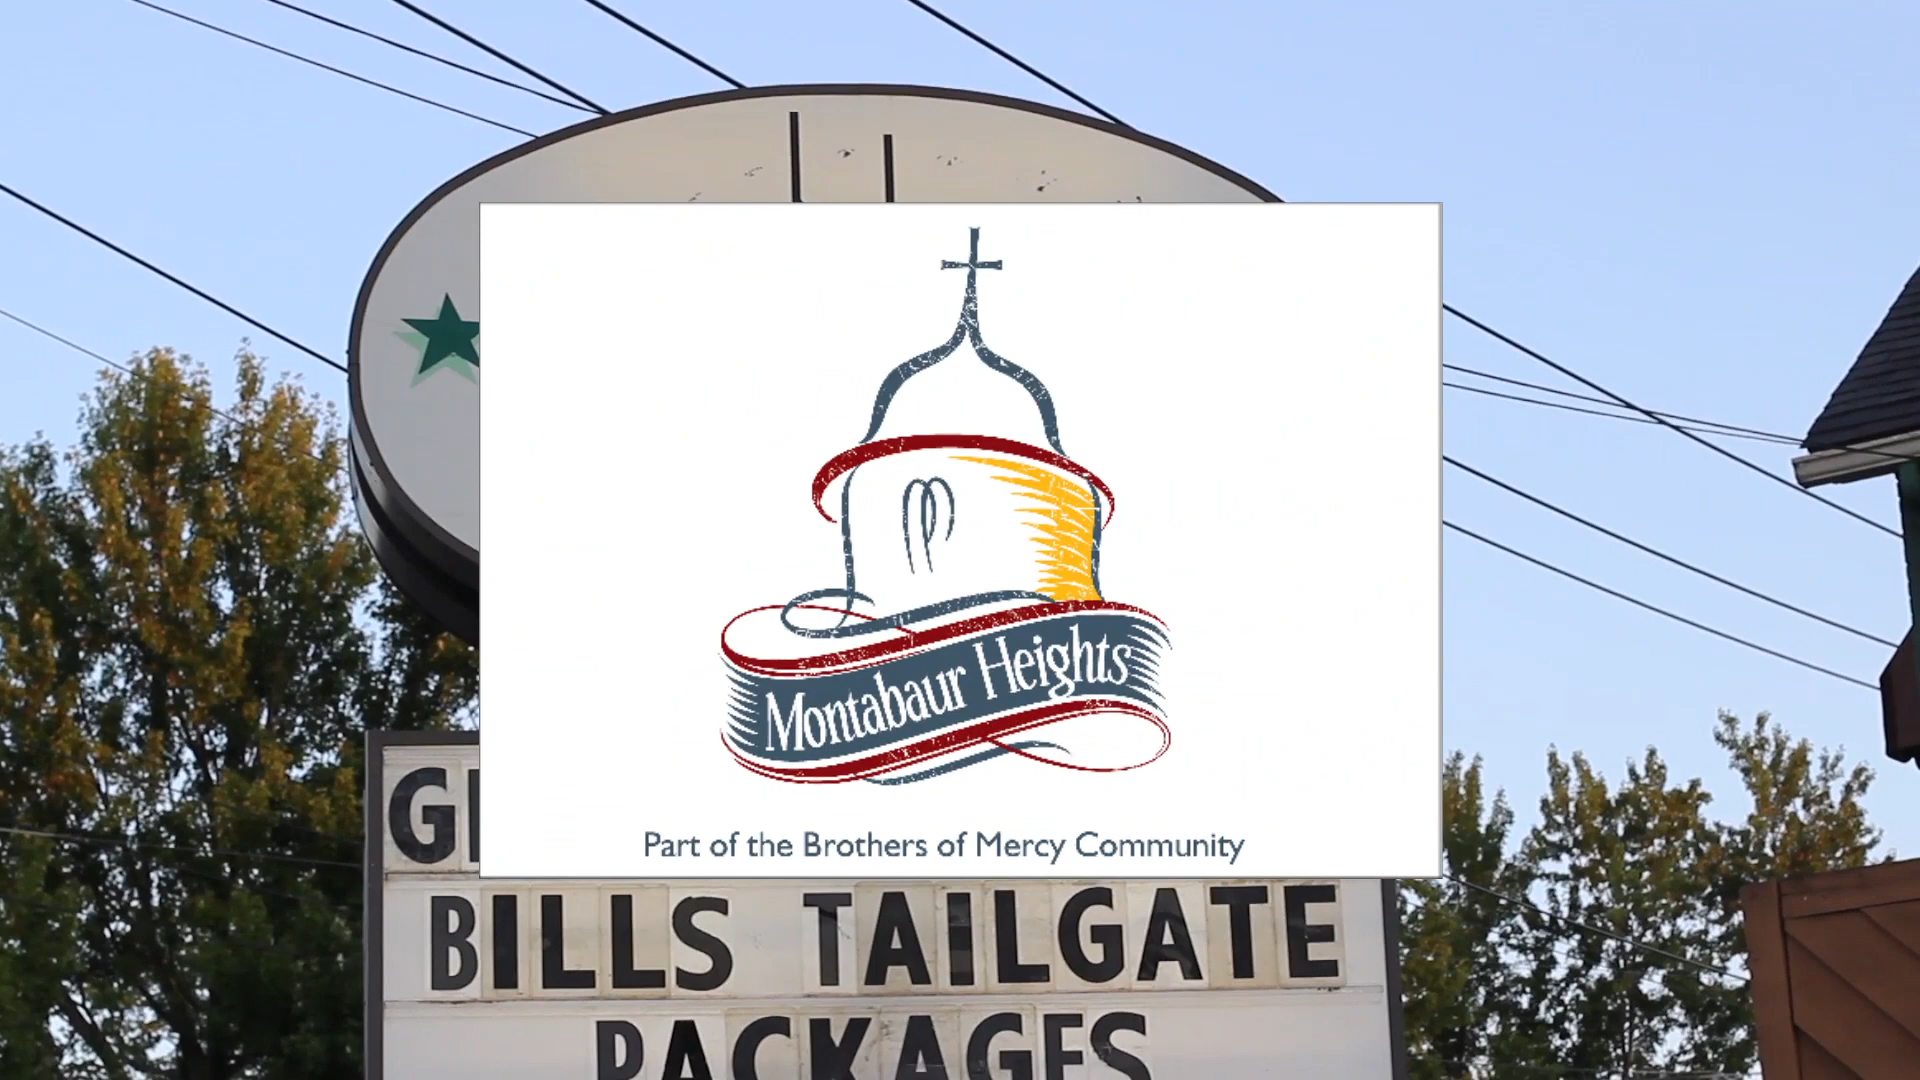 Montabaur Heights
Part of the Brothers of Mercy Community
BILLS TAILGATE
PACKAGES